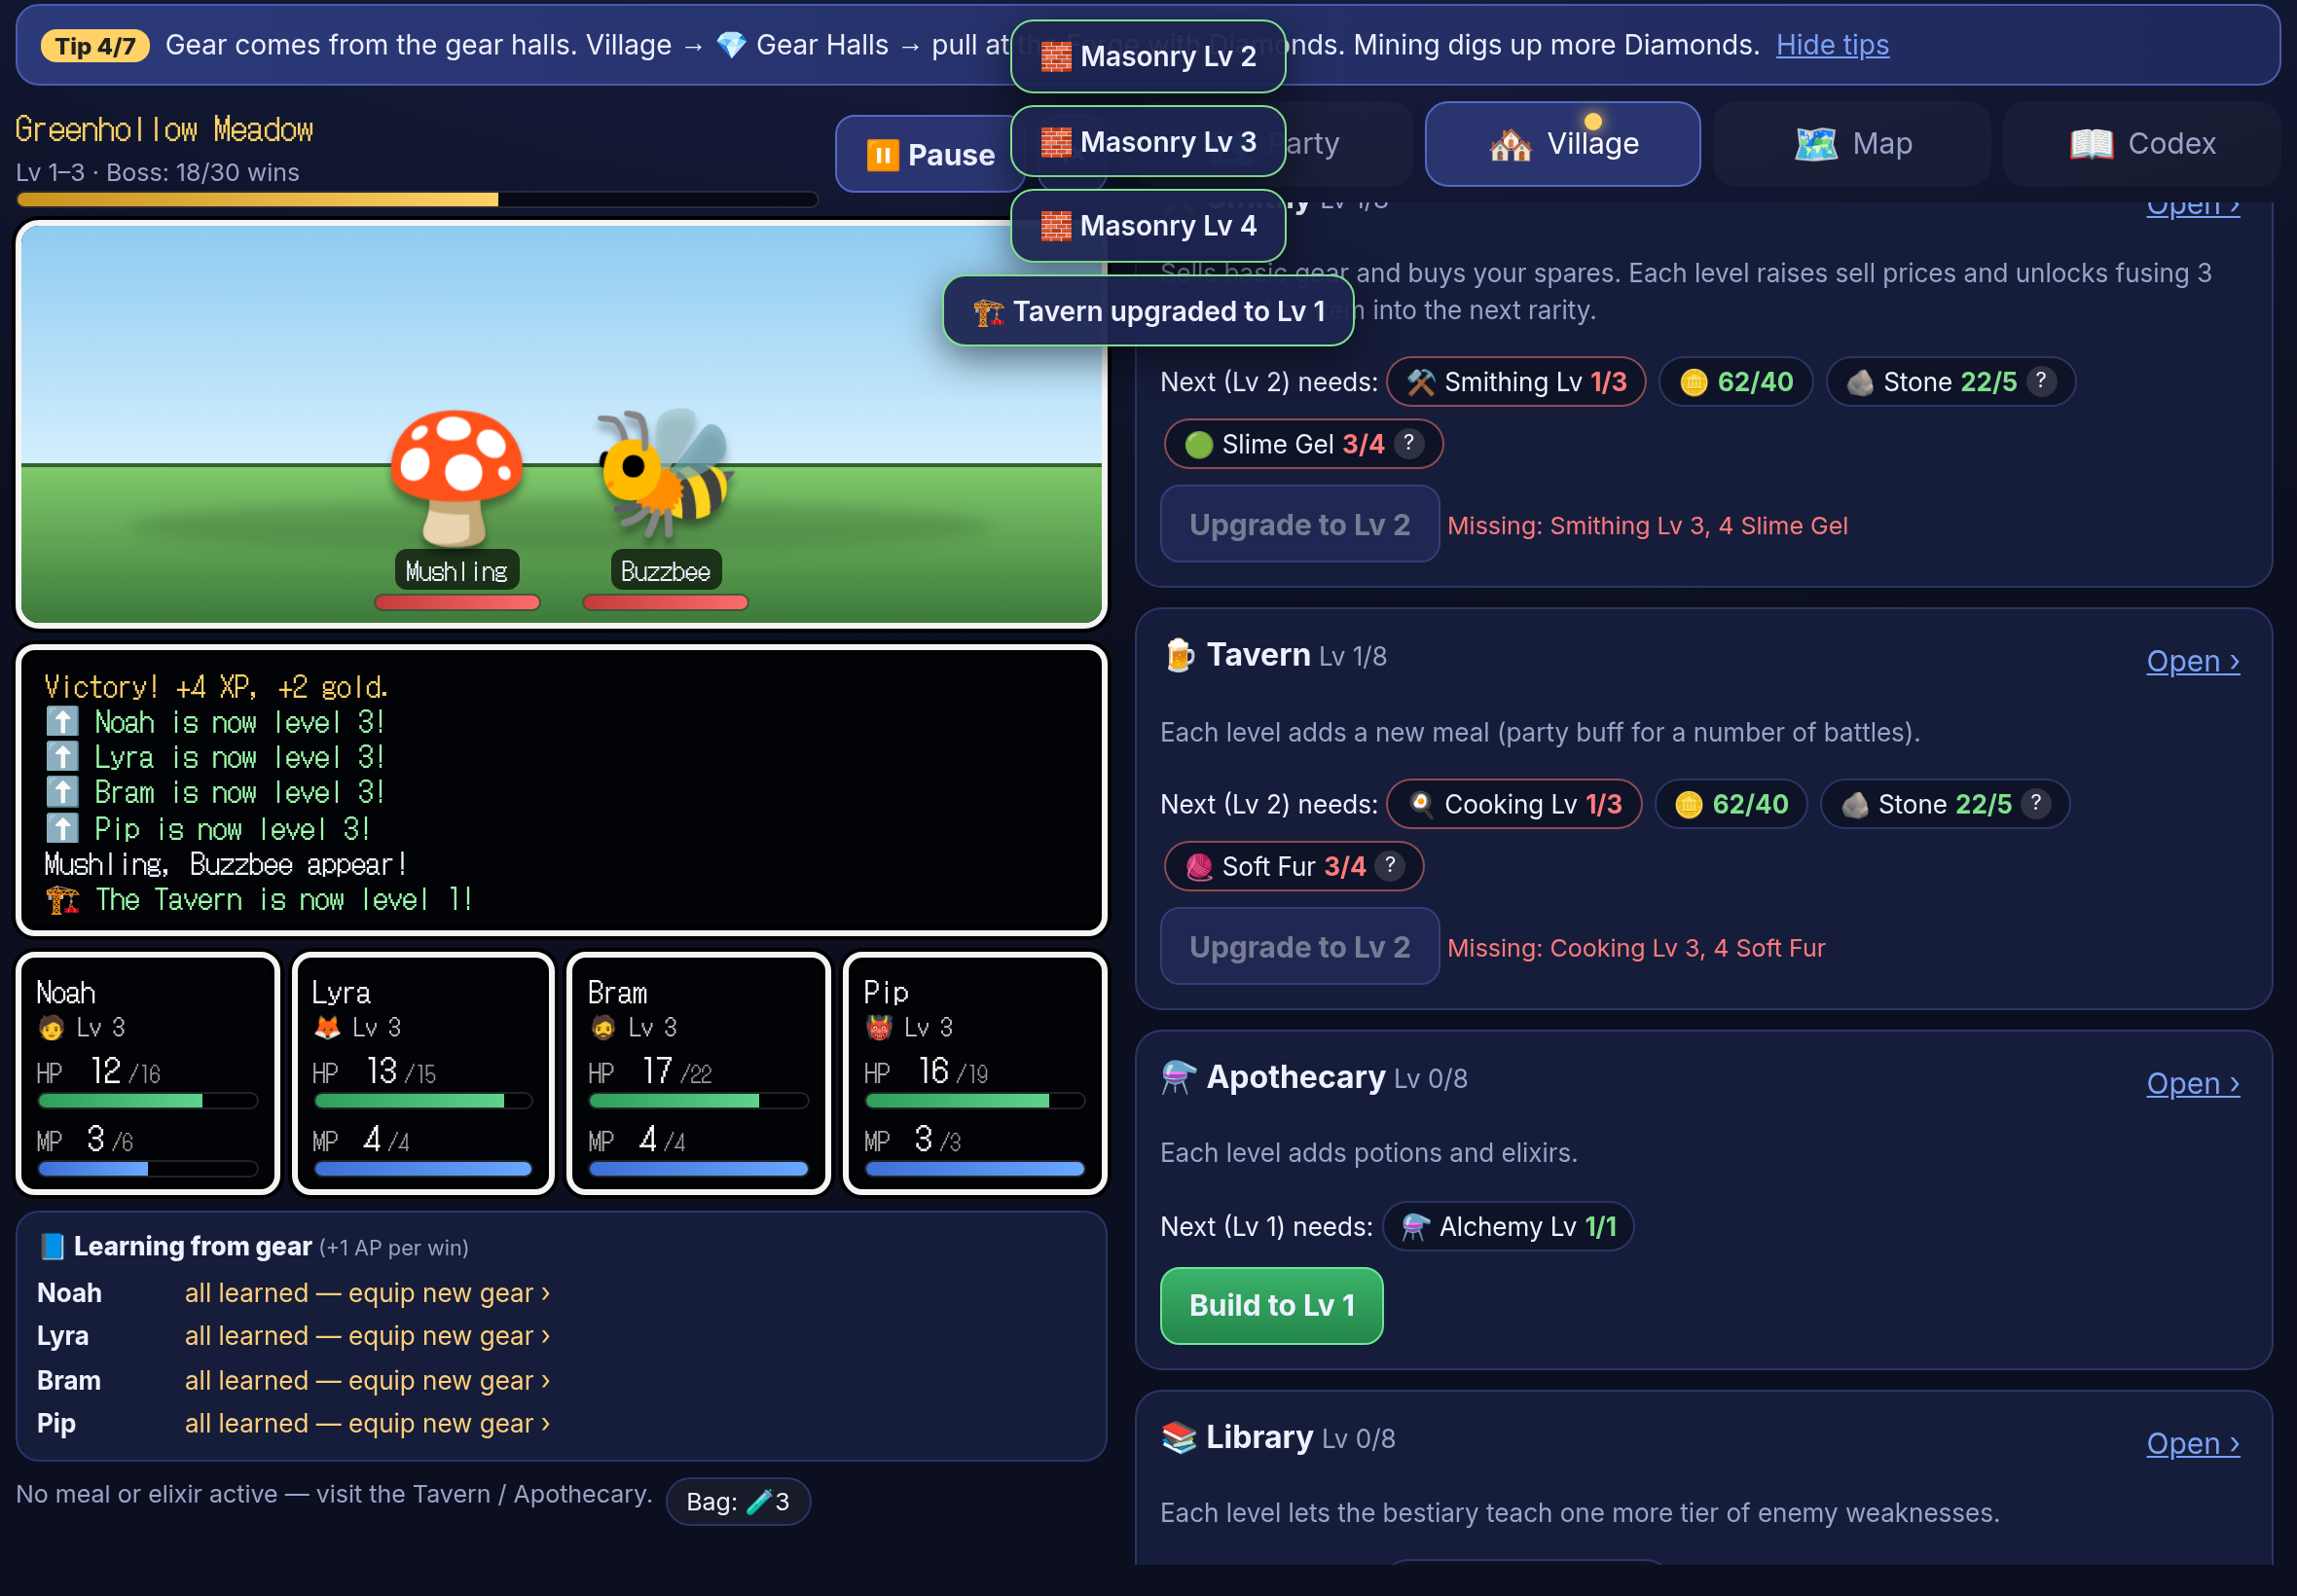 Tip 4/7 Gear comes from the gear halls. Village → 💎 Gear Halls → pull at the Forge with Diamonds. Mining digs up more Diamonds. Hide tips
🧱 Masonry Lv 2
🧱 Masonry Lv 3
🧱 Masonry Lv 4
🏗️ Tavern upgraded to Lv 1
Greenhollow Meadow
Lv 1–3 · Boss: 18/30 wins
⏸️ Pause
Party
🏘️ Village
🗺️ Map
📖 Codex
Mushling
Buzzbee
Victory! +4 XP, +2 gold.
⬆️ Noah is now level 3!
⬆️ Lyra is now level 3!
⬆️ Bram is now level 3!
⬆️ Pip is now level 3!
Mushling, Buzzbee appear!
🏗️ The Tavern is now level 1!
Noah
Lv 3
HP 12/16
MP 3/6
Lyra
Lv 3
HP 13/15
MP 4/4
Bram
Lv 3
HP 17/22
MP 4/4
Pip
Lv 3
HP 16/19
MP 3/3
📘 Learning from gear (+1 AP per win)
Noah all learned — equip new gear ›
Lyra all learned — equip new gear ›
Bram all learned — equip new gear ›
Pip all learned — equip new gear ›
No meal or elixir active — visit the Tavern / Apothecary. Bag: 🧪3
Smithy Lv 1/8 Open ›
Sells basic gear and buys your spares. Each level raises sell prices and unlocks fusing 3
into the next rarity.
Next (Lv 2) needs: ⚒️ Smithing Lv 1/3 🪙 62/40 🪨 Stone 22/5 ?
🟢 Slime Gel 3/4 ?
Upgrade to Lv 2 Missing: Smithing Lv 3, 4 Slime Gel
🍺 Tavern Lv 1/8 Open ›
Each level adds a new meal (party buff for a number of battles).
Next (Lv 2) needs: 🍳 Cooking Lv 1/3 🪙 62/40 🪨 Stone 22/5 ?
🧶 Soft Fur 3/4 ?
Upgrade to Lv 2 Missing: Cooking Lv 3, 4 Soft Fur
⚗️ Apothecary Lv 0/8 Open ›
Each level adds potions and elixirs.
Next (Lv 1) needs: ⚗️ Alchemy Lv 1/1
Build to Lv 1
📚 Library Lv 0/8 Open ›
Each level lets the bestiary teach one more tier of enemy weaknesses.